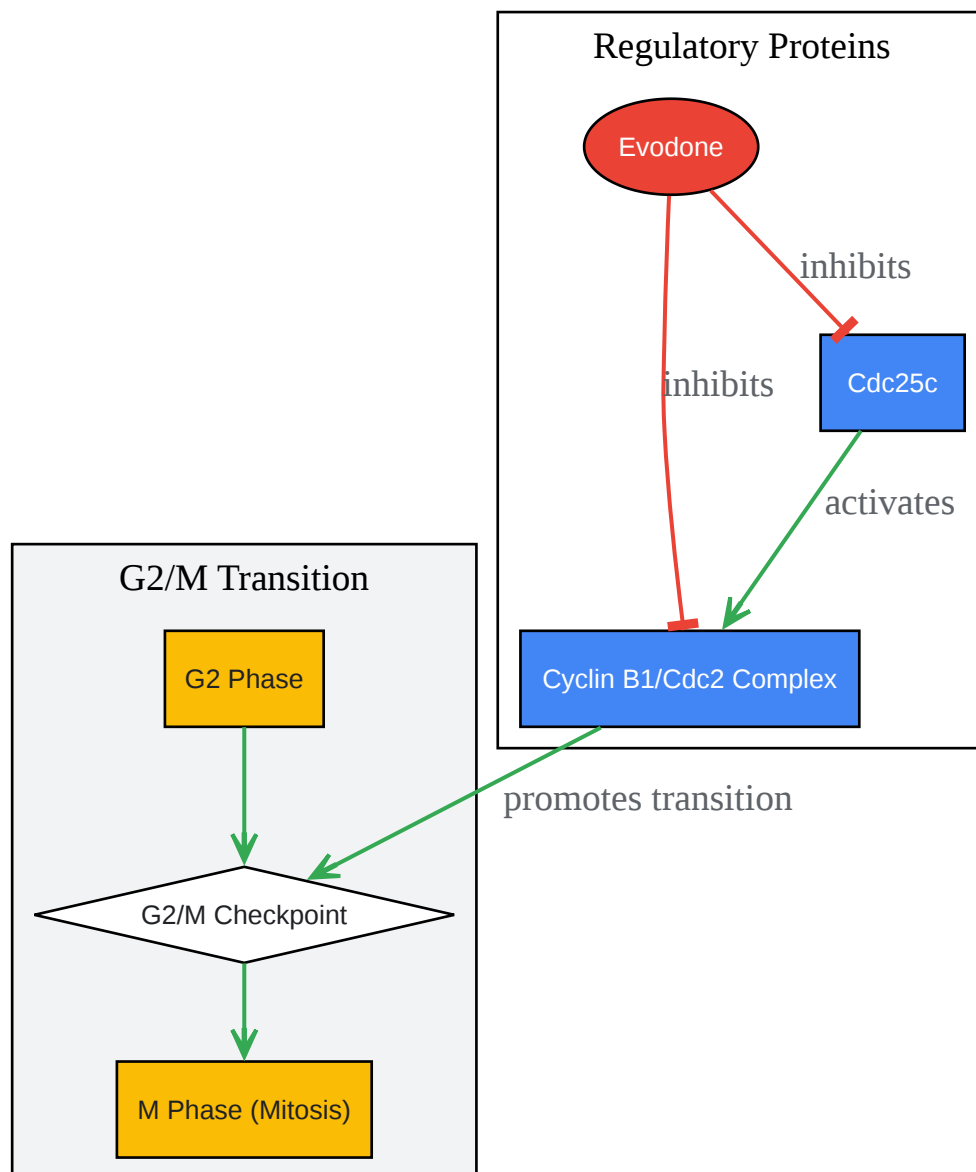 Regulatory Proteins
Evodone
inhibits
inhibits
Cdc25c
activates
G2/M Transition
G2 Phase
Cyclin B1/Cdc2 Complex
promotes transition
G2/M Checkpoint
M Phase (Mitosis)